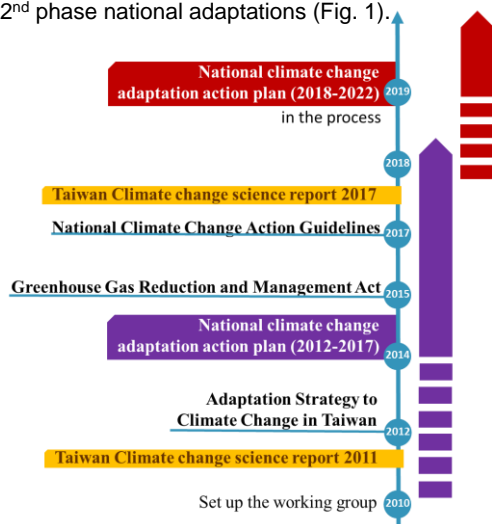 2nd phase national adaptations (Fig. 1).
National climate change
adaptation action plan (2018-2022)
2019
in the process
2018
Taiwan Climate change science report 2017
National Climate Change Action Guidelines
2017
Greenhouse Gas Reduction and Management Act
2015
National climate change
adaptation action plan (2012-2017)
2014
Adaptation Strategy to
Climate Change in Taiwan
2012
Taiwan Climate change science report 2011
Set up the working group
2010